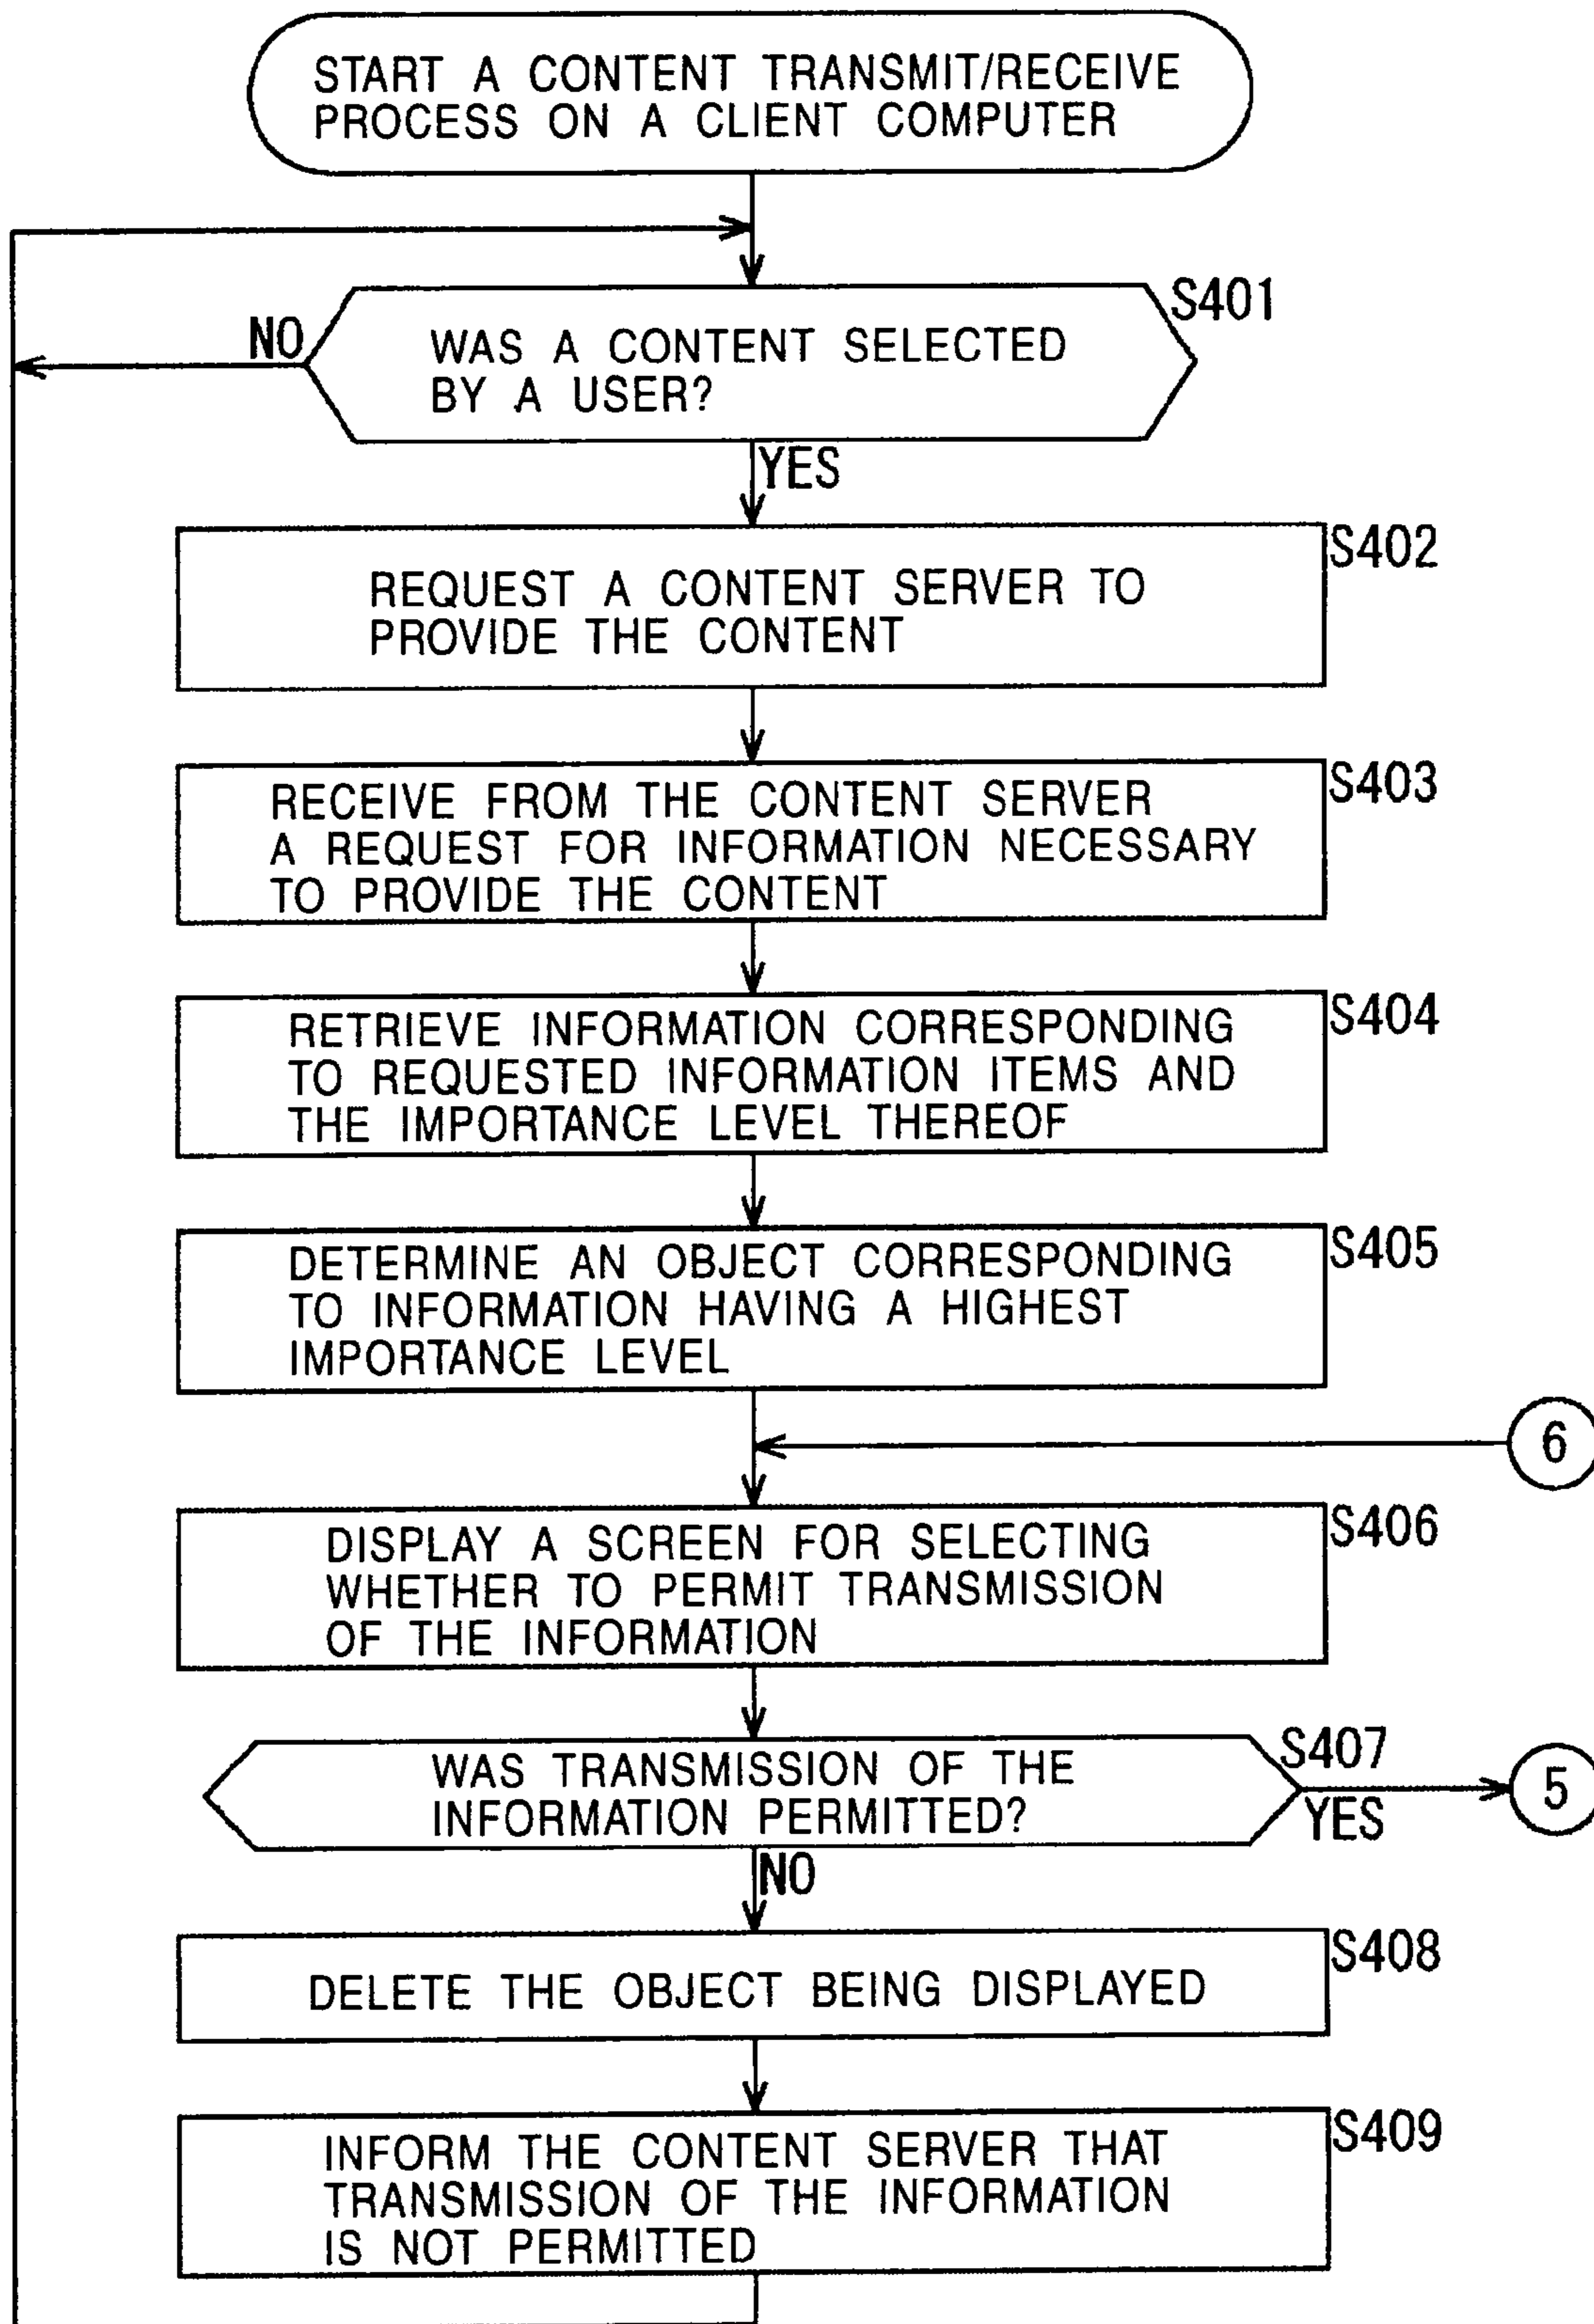 START A CONTENT TRANSMIT/RECEIVE
PROCESS ON A CLIENT COMPUTER
S401
NO
WAS A CONTENT SELECTED
BY A USER?
YES
S402
REQUEST A CONTENT SERVER TO
PROVIDE THE CONTENT
S403
RECEIVE FROM THE CONTENT SERVER
A REQUEST FOR INFORMATION NECESSARY
TO PROVIDE THE CONTENT
S404
RETRIEVE INFORMATION CORRESPONDING
TO REQUESTED INFORMATION ITEMS AND
THE IMPORTANCE LEVEL THEREOF
S405
DETERMINE AN OBJECT CORRESPONDING
TO INFORMATION HAVING A HIGHEST
IMPORTANCE LEVEL
6
S406
DISPLAY A SCREEN FOR SELECTING
WHETHER TO PERMIT TRANSMISSION
OF THE INFORMATION
S407
WAS TRANSMISSION OF THE
INFORMATION PERMITTED?
YES
5
NO
S408
DELETE THE OBJECT BEING DISPLAYED
S409
INFORM THE CONTENT SERVER THAT
TRANSMISSION OF THE INFORMATION
IS NOT PERMITTED